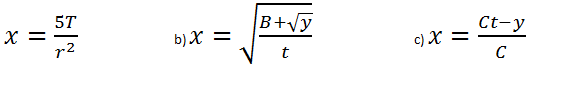 x = 5T/r² b) x = √((B+√y)/t) c) x = (Ct−y)/C